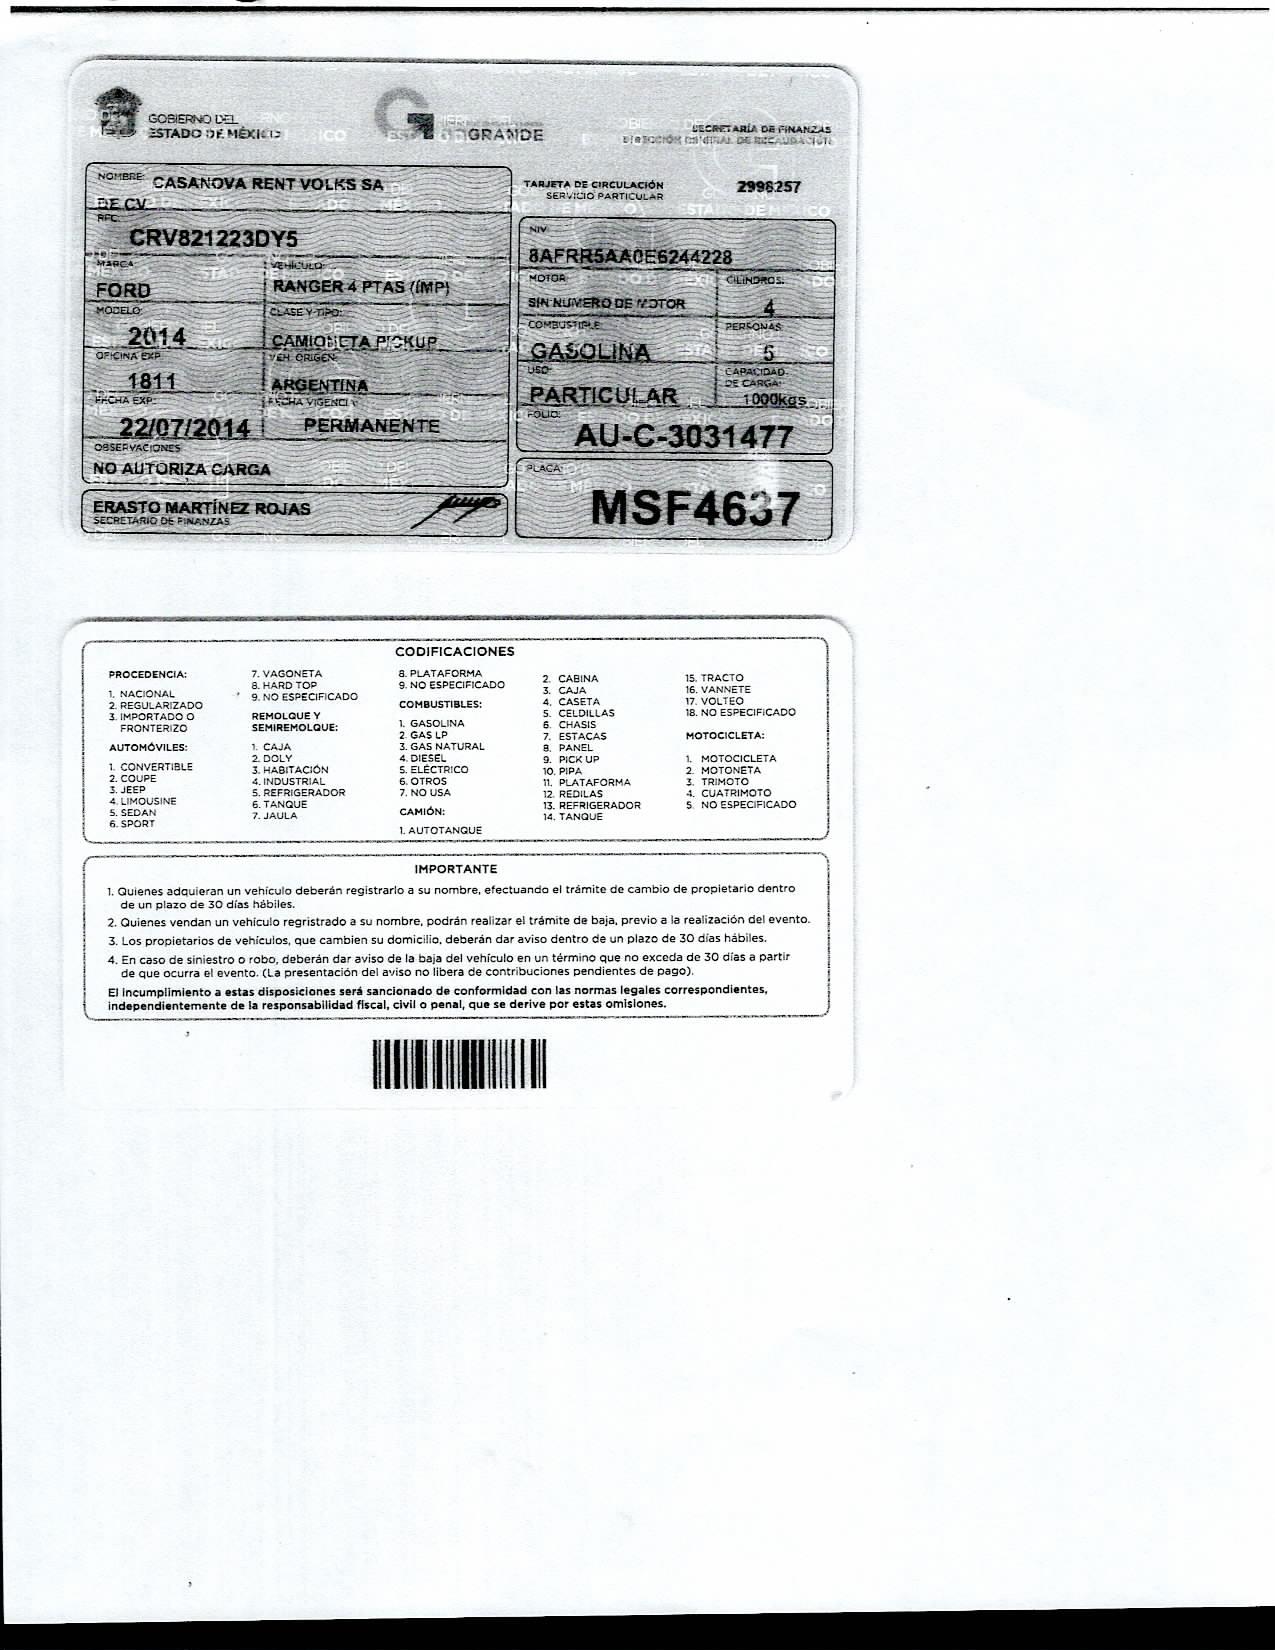 GOBIERNO DEL
ESTADO DE MÉXICO
GRANDE
SECRETARÍA DE FINANZAS
DIRECCIÓN GENERAL DE RECAUDACIÓN
NOMBRE: CASANOVA RENT VOLKS SA
DE CV
RFC:
CRV821223DY5
MARCA: VEHÍCULO:
FORD RANGER 4 PTAS (IMP)
MODELO: CLASE Y TIPO:
2014 CAMIONETA PICKUP
OFICINA EXP. VEH. ORIGEN:
1811 ARGENTINA
FECHA EXP: FECHA VIGENCIA:
22/07/2014 PERMANENTE
OBSERVACIONES
NO AUTORIZA CARGA
ERASTO MARTÍNEZ ROJAS
SECRETARIO DE FINANZAS
TARJETA DE CIRCULACIÓN 2998257
SERVICIO PARTICULAR
NIV:
8AFRR5AA0E6244228
MOTOR: CILINDROS:
SIN NUMERO DE MOTOR 4
COMBUSTIBLE: PERSONAS:
GASOLINA 5
USO: CAPACIDAD
DE CARGA:
PARTICULAR 1000kgs
FOLIO:
AU-C-3031477
PLACA:
MSF4637
CODIFICACIONES
PROCEDENCIA:
1. NACIONAL
2. REGULARIZADO
3. IMPORTADO O
FRONTERIZO
AUTOMÓVILES:
1. CONVERTIBLE
2. COUPE
3. JEEP
4. LIMOUSINE
5. SEDAN
6. SPORT
7. VAGONETA
8. HARD TOP
9. NO ESPECIFICADO
REMOLQUE Y
SEMIREMOLQUE:
1. CAJA
2. DOLY
3. HABITACIÓN
4. INDUSTRIAL
5. REFRIGERADOR
6. TANQUE
7. JAULA
8. PLATAFORMA
9. NO ESPECIFICADO
COMBUSTIBLES:
1. GASOLINA
2. GAS LP
3. GAS NATURAL
4. DIESEL
5. ELÉCTRICO
6. OTROS
7. NO USA
CAMIÓN:
1. AUTOTANQUE
2. CABINA
3. CAJA
4. CASETA
5. CELDILLAS
6. CHASIS
7. ESTACAS
8. PANEL
9. PICK UP
10. PIPA
11. PLATAFORMA
12. REDILAS
13. REFRIGERADOR
14. TANQUE
15. TRACTO
16. VANNETE
17. VOLTEO
18. NO ESPECIFICADO
MOTOCICLETA:
1. MOTOCICLETA
2. MOTONETA
3. TRIMOTO
4. CUATRIMOTO
5. NO ESPECIFICADO
IMPORTANTE
1. Quienes adquieran un vehículo deberán registrarlo a su nombre, efectuando el trámite de cambio de propietario dentro
de un plazo de 30 días hábiles.
2. Quienes vendan un vehículo regristrado a su nombre, podrán realizar el trámite de baja, previo a la realización del evento.
3. Los propietarios de vehículos, que cambien su domicilio, deberán dar aviso dentro de un plazo de 30 días hábiles.
4. En caso de siniestro o robo, deberán dar aviso de la baja del vehículo en un término que no exceda de 30 días a partir
de que ocurra el evento. (La presentación del aviso no libera de contribuciones pendientes de pago).
El incumplimiento a estas disposiciones será sancionado de conformidad con las normas legales correspondientes,
independientemente de la responsabilidad fiscal, civil o penal, que se derive por estas omisiones.